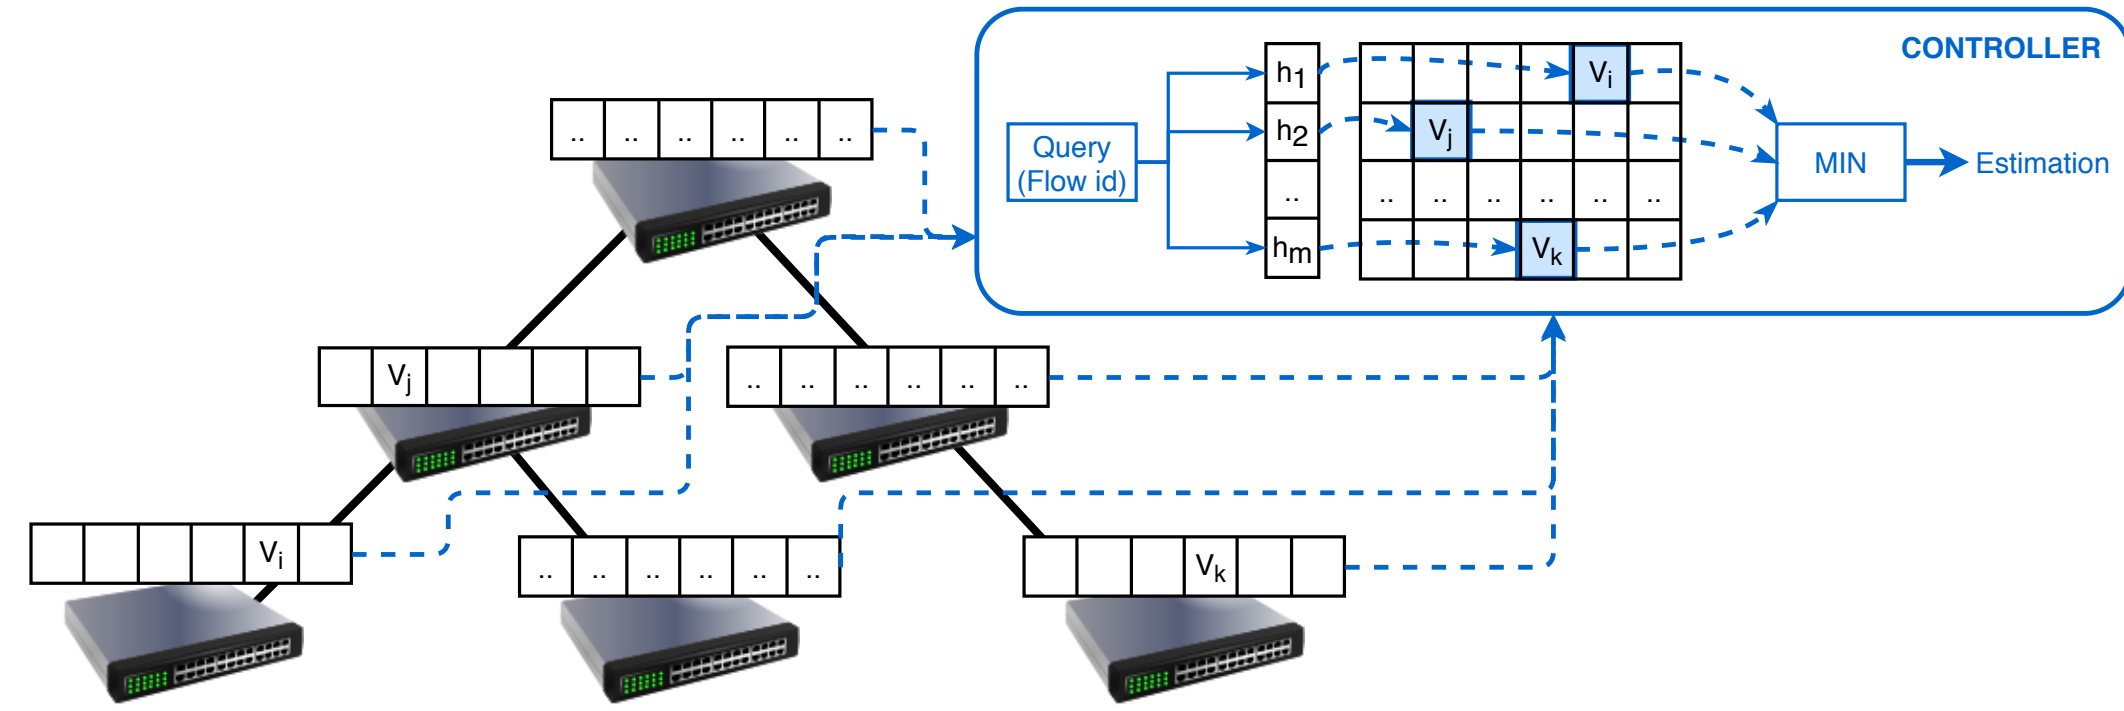 CONTROLLER
h1 Vi
.. .. .. .. .. ..
h2 Vj
Query
(Flow id)
MIN Estimation
.. .. .. .. .. .. ..
hm Vk
Vj
.. .. .. .. .. ..
Vi
.. .. .. .. .. ..
Vk